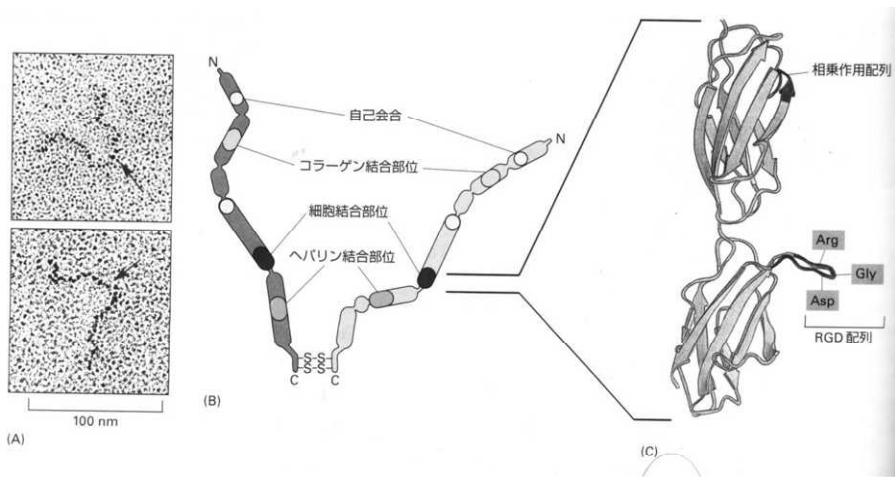 100 nm
(A)
N
自己会合
N
コラーゲン結合部位
細胞結合部位
ヘパリン結合部位
S S
S S
C
C
(B)
相乗作用配列
Arg
Gly
Asp
RGD 配列
(C)